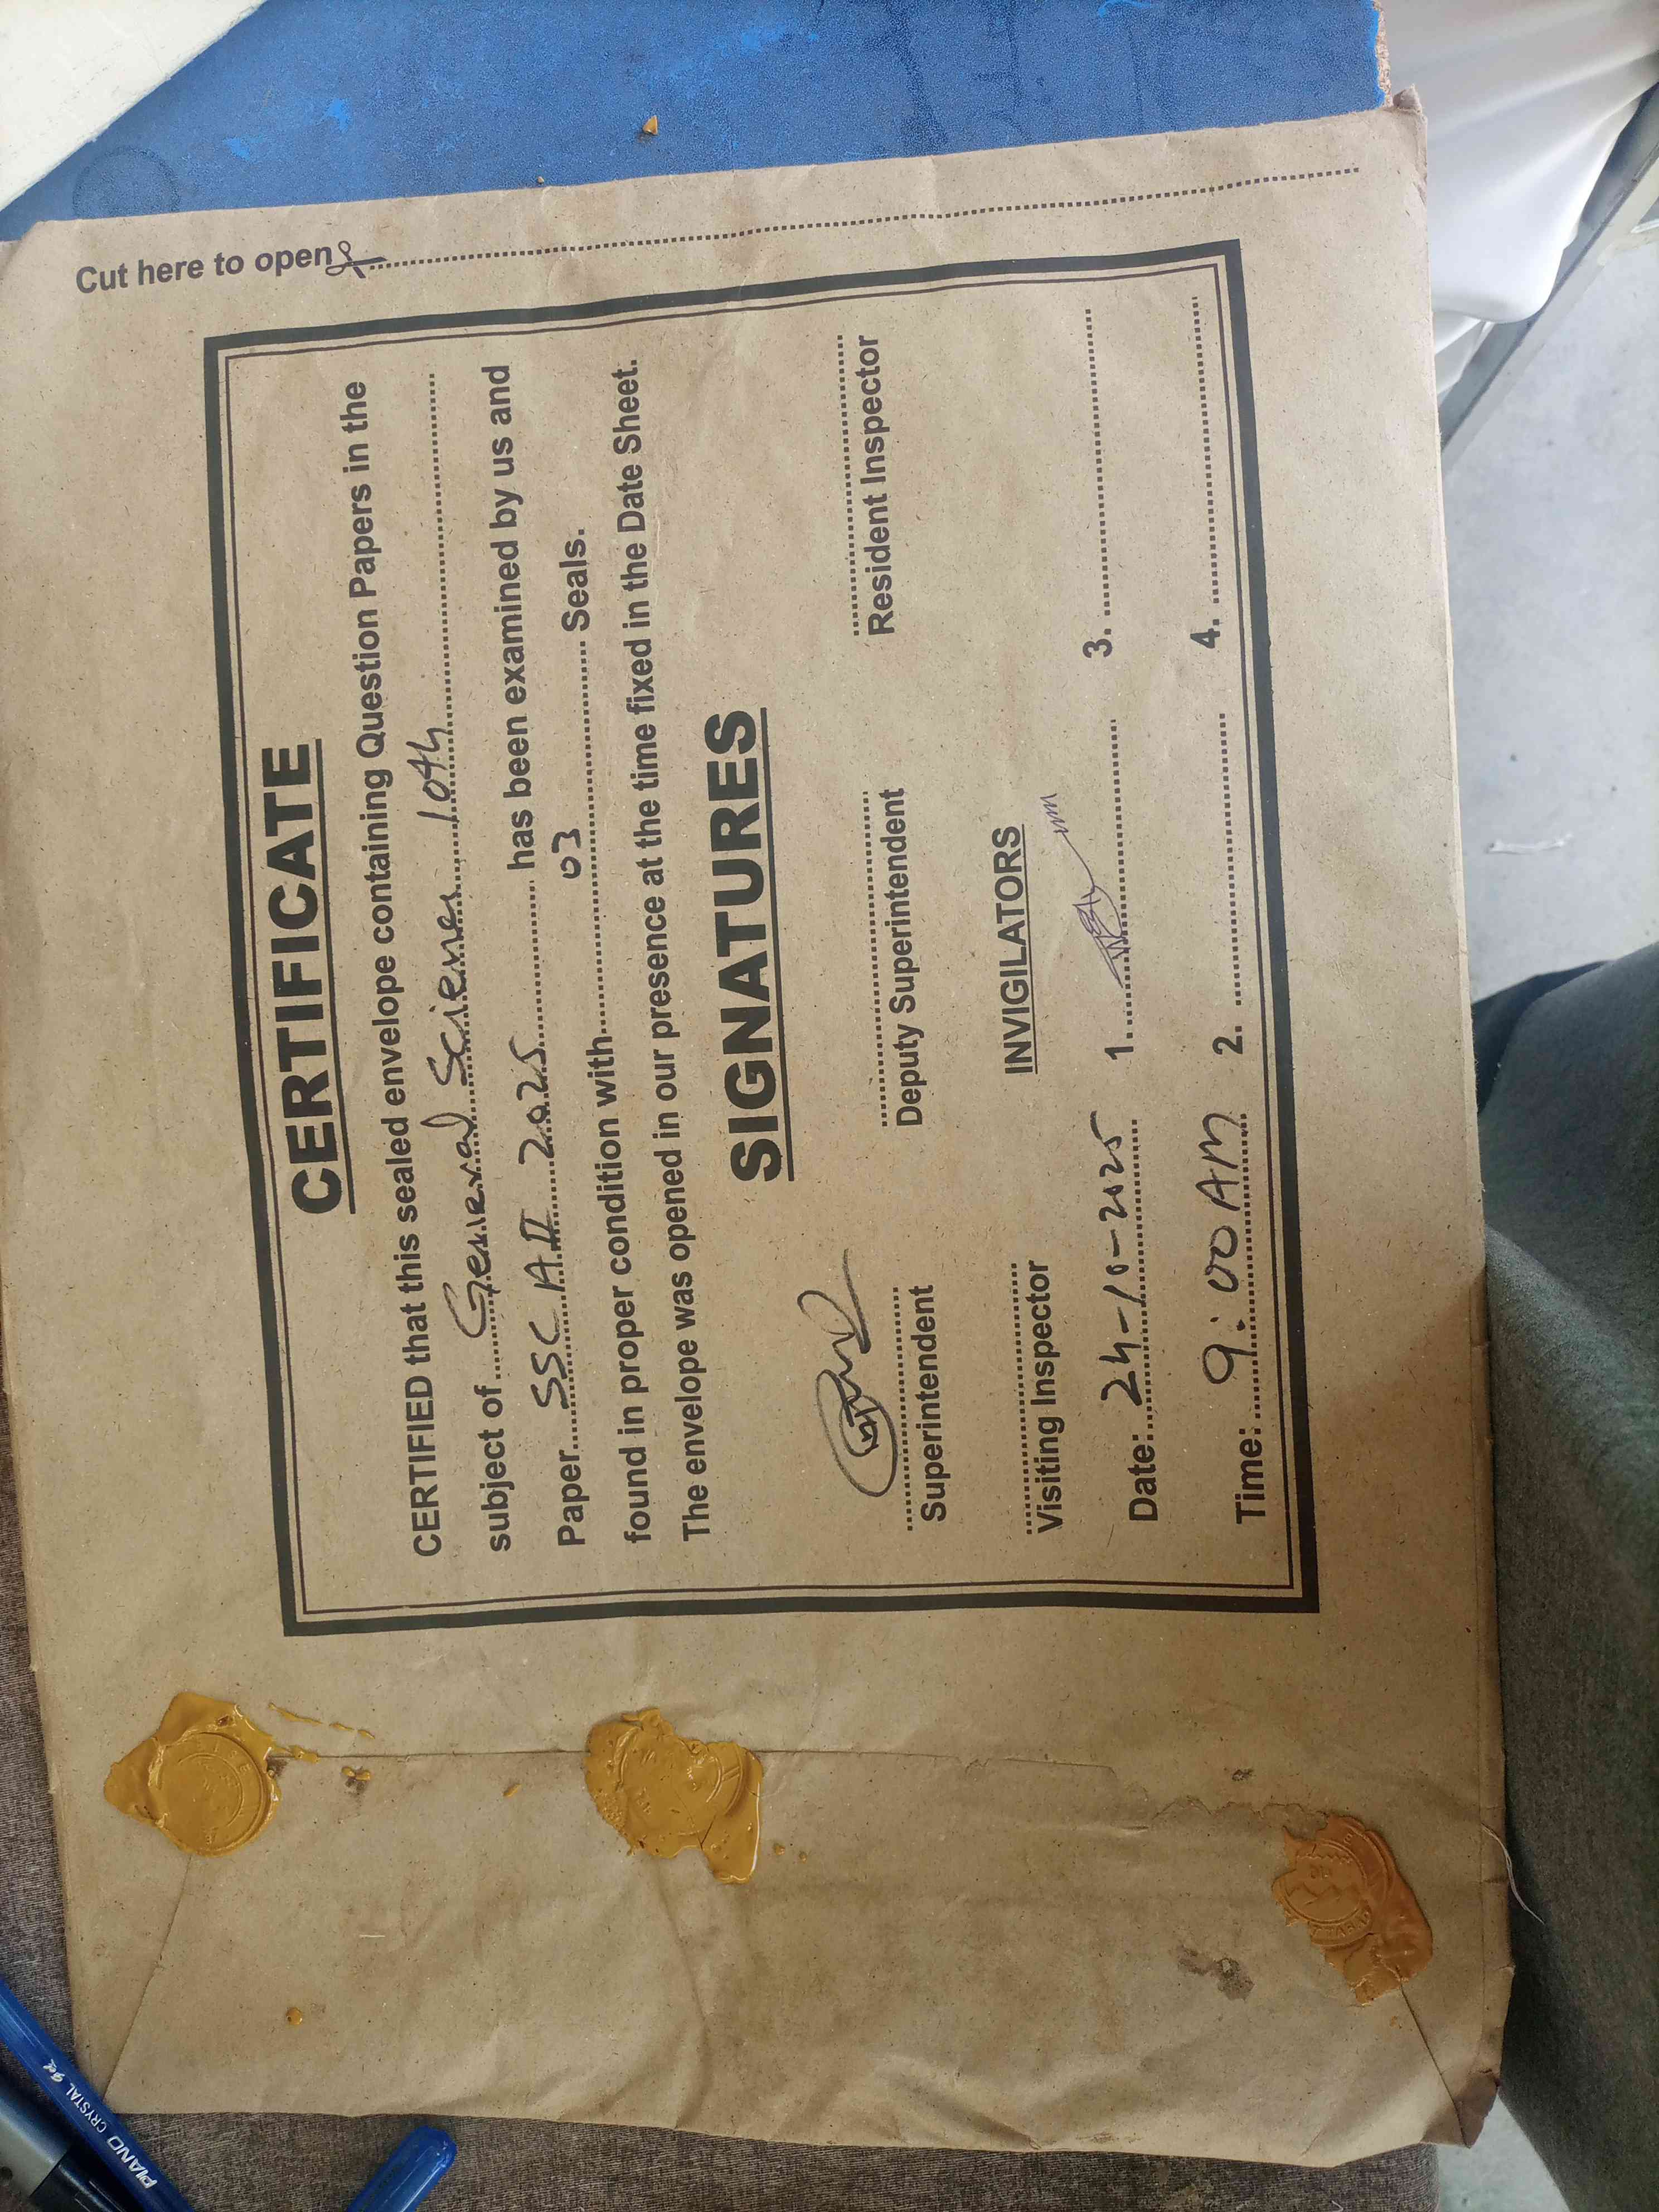 Cut here to open
CERTIFICATE
CERTIFIED that this sealed envelope containing Question Papers in the
subject of General Science 10th
Paper SSC A.II 2025 has been examined by us and
found in proper condition with 03 Seals.
The envelope was opened in our presence at the time fixed in the Date Sheet.
SIGNATURES
Superintendent Deputy Superintendent Resident Inspector
Visiting Inspector INVIGILATORS
Date: 24-10-2025 1. 3.
Time: 9:00 AM 2. 4.
PIANO CRYSTAL gel